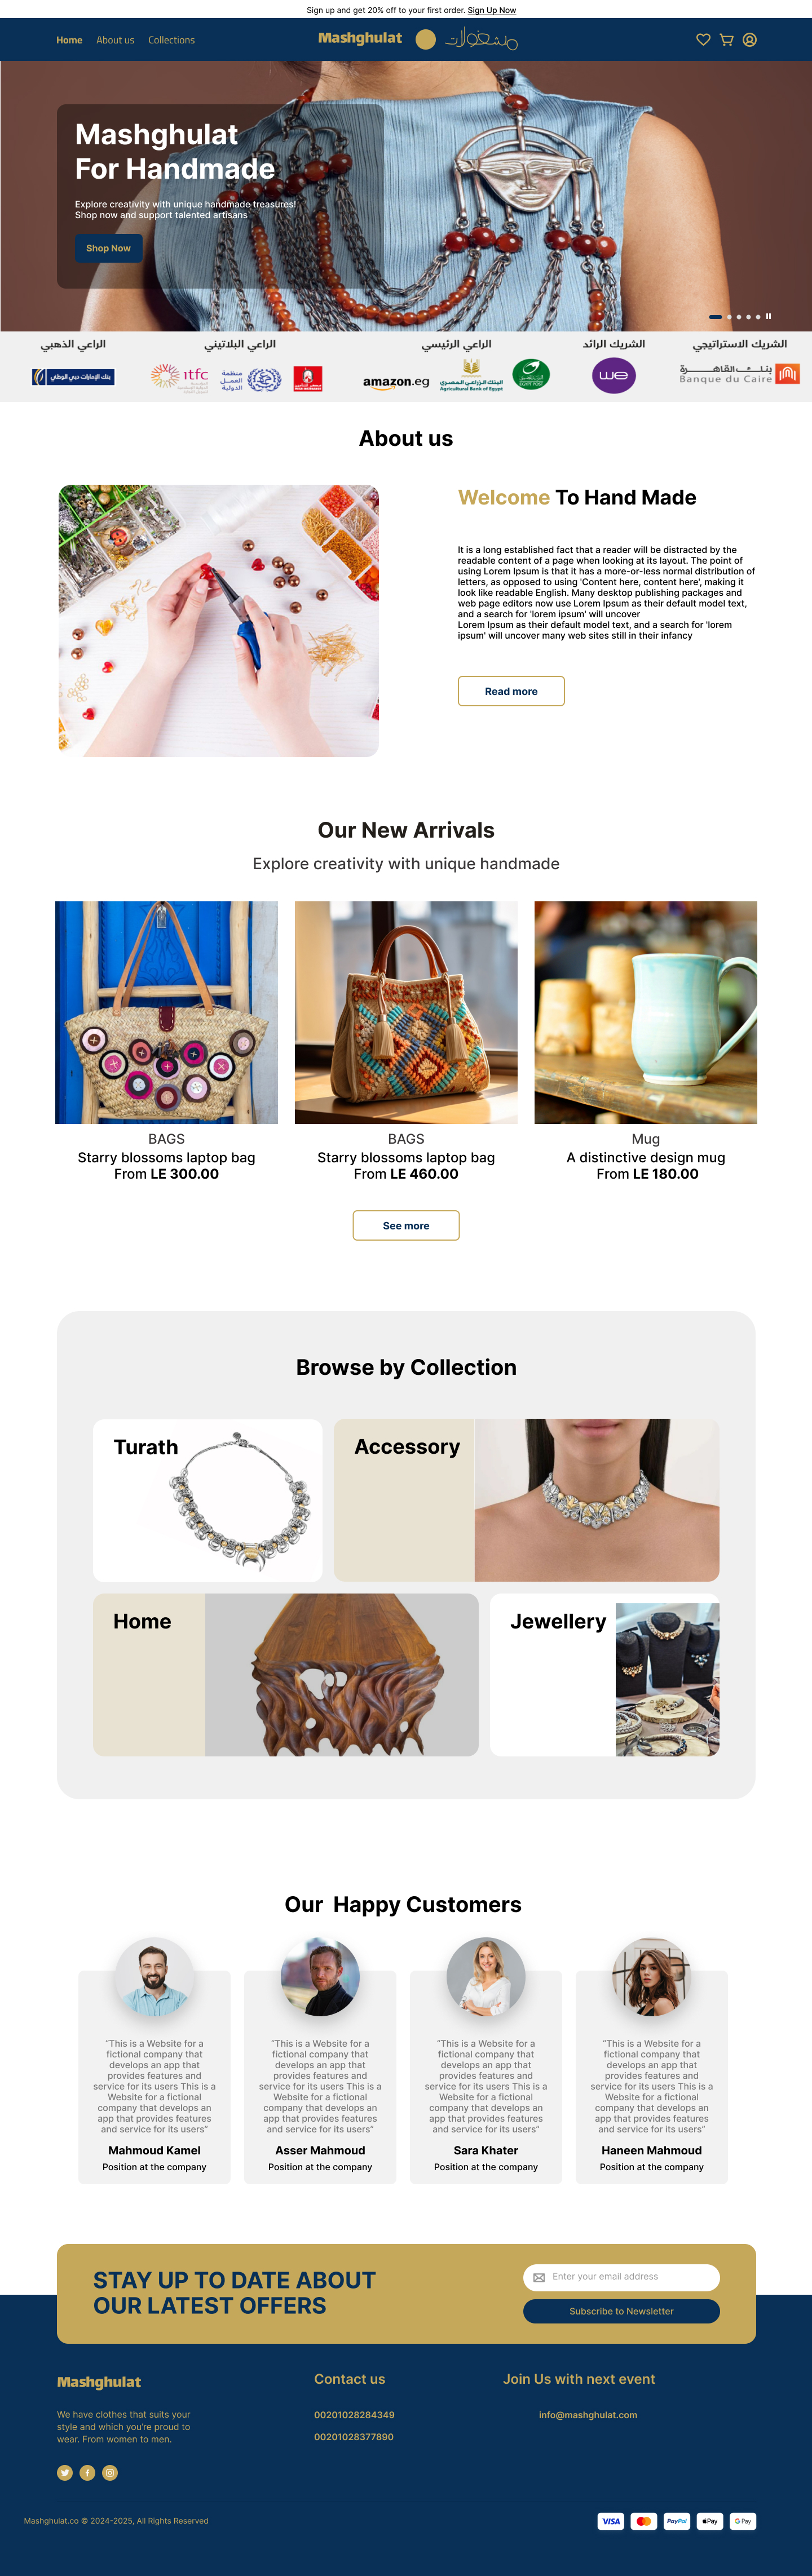 Sign up and get 20% off to your first order. Sign Up Now
Home About us Collections
Mashghulat
مشغولات
Mashghulat
For Handmade
Explore creativity with unique handmade treasures!
Shop now and support talented artisans
Shop Now
الراعي الذهبي الراعي البلاتيني الراعي الرئيسي الشريك الرائد الشريك الاستراتيجي
بنك الإمارات دبي الوطني
itfc
منظمة
العمل
الدولية
amazon.eg
البنك الزراعي المصري
Agricultural Bank of Egypt
EGYPT POST
we
بنك القاهرة
Banque du Caire
About us
Welcome To Hand Made
It is a long established fact that a reader will be distracted by the
readable content of a page when looking at its layout. The point of
using Lorem Ipsum is that it has a more-or-less normal distribution of
letters, as opposed to using 'Content here, content here', making it
look like readable English. Many desktop publishing packages and
web page editors now use Lorem Ipsum as their default model text,
and a search for 'lorem ipsum' will uncover
Lorem Ipsum as their default model text, and a search for 'lorem
ipsum' will uncover many web sites still in their infancy
Read more
Our New Arrivals
Explore creativity with unique handmade
BAGS
Starry blossoms laptop bag
From LE 300.00
BAGS
Starry blossoms laptop bag
From LE 460.00
Mug
A distinctive design mug
From LE 180.00
See more
Browse by Collection
Turath
Accessory
Home
Jewellery
Our Happy Customers
“This is a Website for a
fictional company that
develops an app that
provides features and
service for its users This is a
Website for a fictional
company that develops an
app that provides features
and service for its users”
Mahmoud Kamel
Position at the company
“This is a Website for a
fictional company that
develops an app that
provides features and
service for its users This is a
Website for a fictional
company that develops an
app that provides features
and service for its users”
Asser Mahmoud
Position at the company
“This is a Website for a
fictional company that
develops an app that
provides features and
service for its users This is a
Website for a fictional
company that develops an
app that provides features
and service for its users”
Sara Khater
Position at the company
“This is a Website for a
fictional company that
develops an app that
provides features and
service for its users This is a
Website for a fictional
company that develops an
app that provides features
and service for its users”
Haneen Mahmoud
Position at the company
STAY UP TO DATE ABOUT
OUR LATEST OFFERS
Enter your email address
Subscribe to Newsletter
Mashghulat
We have clothes that suits your
style and which you're proud to
wear. From women to men.
Contact us
00201028284349
00201028377890
Join Us with next event
info@mashghulat.com
Mashghulat.co © 2024-2025, All Rights Reserved
VISA
PayPal
Pay
G Pay